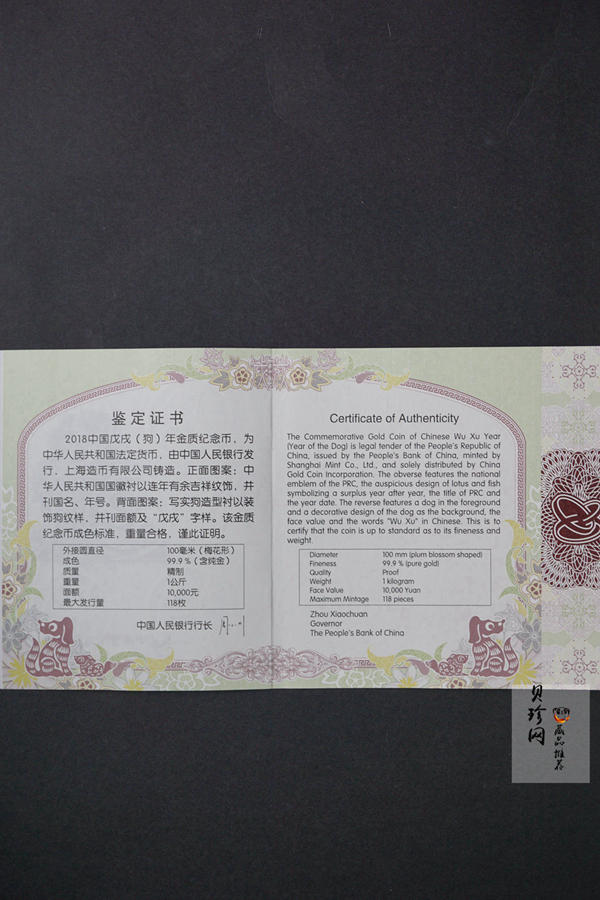 鉴定证书
2018中国戊戌（狗）年金质纪念币，为
中华人民共和国法定货币，由中国人民银行发
行，上海造币有限公司铸造。正面图案：中
华人民共和国国徽衬以连年有余吉祥纹饰，并
刊国名、年号。背面图案：写实狗造型衬以装
饰狗纹样，并刊面额及“戊戌”字样。该金质
纪念币成色标准，重量合格，谨此证明。
外接圆直径 100毫米（梅花形）
成色 99.9％（含纯金）
质量 精制
重量 1公斤
面额 10,000元
最大发行量 118枚
中国人民银行行长
Certificate of Authenticity
The Commemorative Gold Coin of Chinese Wu Xu Year
(Year of the Dog) is legal tender of the People's Republic of
China, issued by the People's Bank of China, minted by
Shanghai Mint Co., Ltd., and solely distributed by China
Gold Coin Incorporation. The obverse features the national
emblem of the PRC, the auspicious design of lotus and fish
symbolizing a surplus year after year, the title of PRC and
the year date. The reverse features a dog in the foreground
and a decorative design of the dog as the background, the
face value and the words "Wu Xu" in Chinese. This is to
certify that the coin is up to standard as to its fineness and
weight.
Diameter 100 mm (plum blossom shaped)
Fineness 99.9 % (pure gold)
Quality Proof
Weight 1 kilogram
Face Value 10,000 Yuan
Maximum Mintage 118 pieces
Zhou Xiaochuan
Governor
The People's Bank of China
贝珍网
藏品推荐